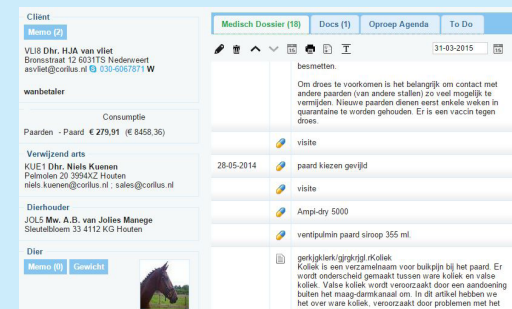 Cliënt
Memo (2)
VLI8 Dhr. HJA van vliet
Bronsstraat 12 6031TS Nederweert
asvliet@corilus.nl 030-6067871 W
wanbetaler
Consumptie
Paarden - Paard € 279,91 (€ 8458,36)
Verwijzend arts
KUE1 Dhr. Niels Kuenen
Pelmolen 20 3994XZ Houten
niels.kuenen@corilus.nl ; sales@corilus.nl
Dierhouder
JOL5 Mw. A.B. van Jolies Manege
Sleutelbloem 33 4112 KG Houten
Dier
Memo (0) Gewicht
Medisch Dossier (18) Docs (1) Oproep Agenda To Do
31-03-2015
besmetten.
Om droes te voorkomen is het belangrijk om contact met
andere paarden (van andere stallen) zo veel mogelijk te
vermijden. Nieuwe paarden dienen eerst enkele weken in
quarantaine te worden gehouden. Er is een vaccin tegen
droes.
visite
28-05-2014 paard kiezen gevijld
visite
Ampi-dry 5000
ventipulmin paard siroop 355 ml.
gerkjgklerk/gjrgkrjgl.rKoliek
Koliek is een verzamelnaam voor buikpijn bij het paard. Er
wordt onderscheid gemaakt tussen ware koliek en valse
koliek. Valse koliek wordt veroorzaakt door een aandoening
buiten het maag-darmkanaal om. In dit artikel hebben we
het over ware koliek, veroorzaakt door problemen met het